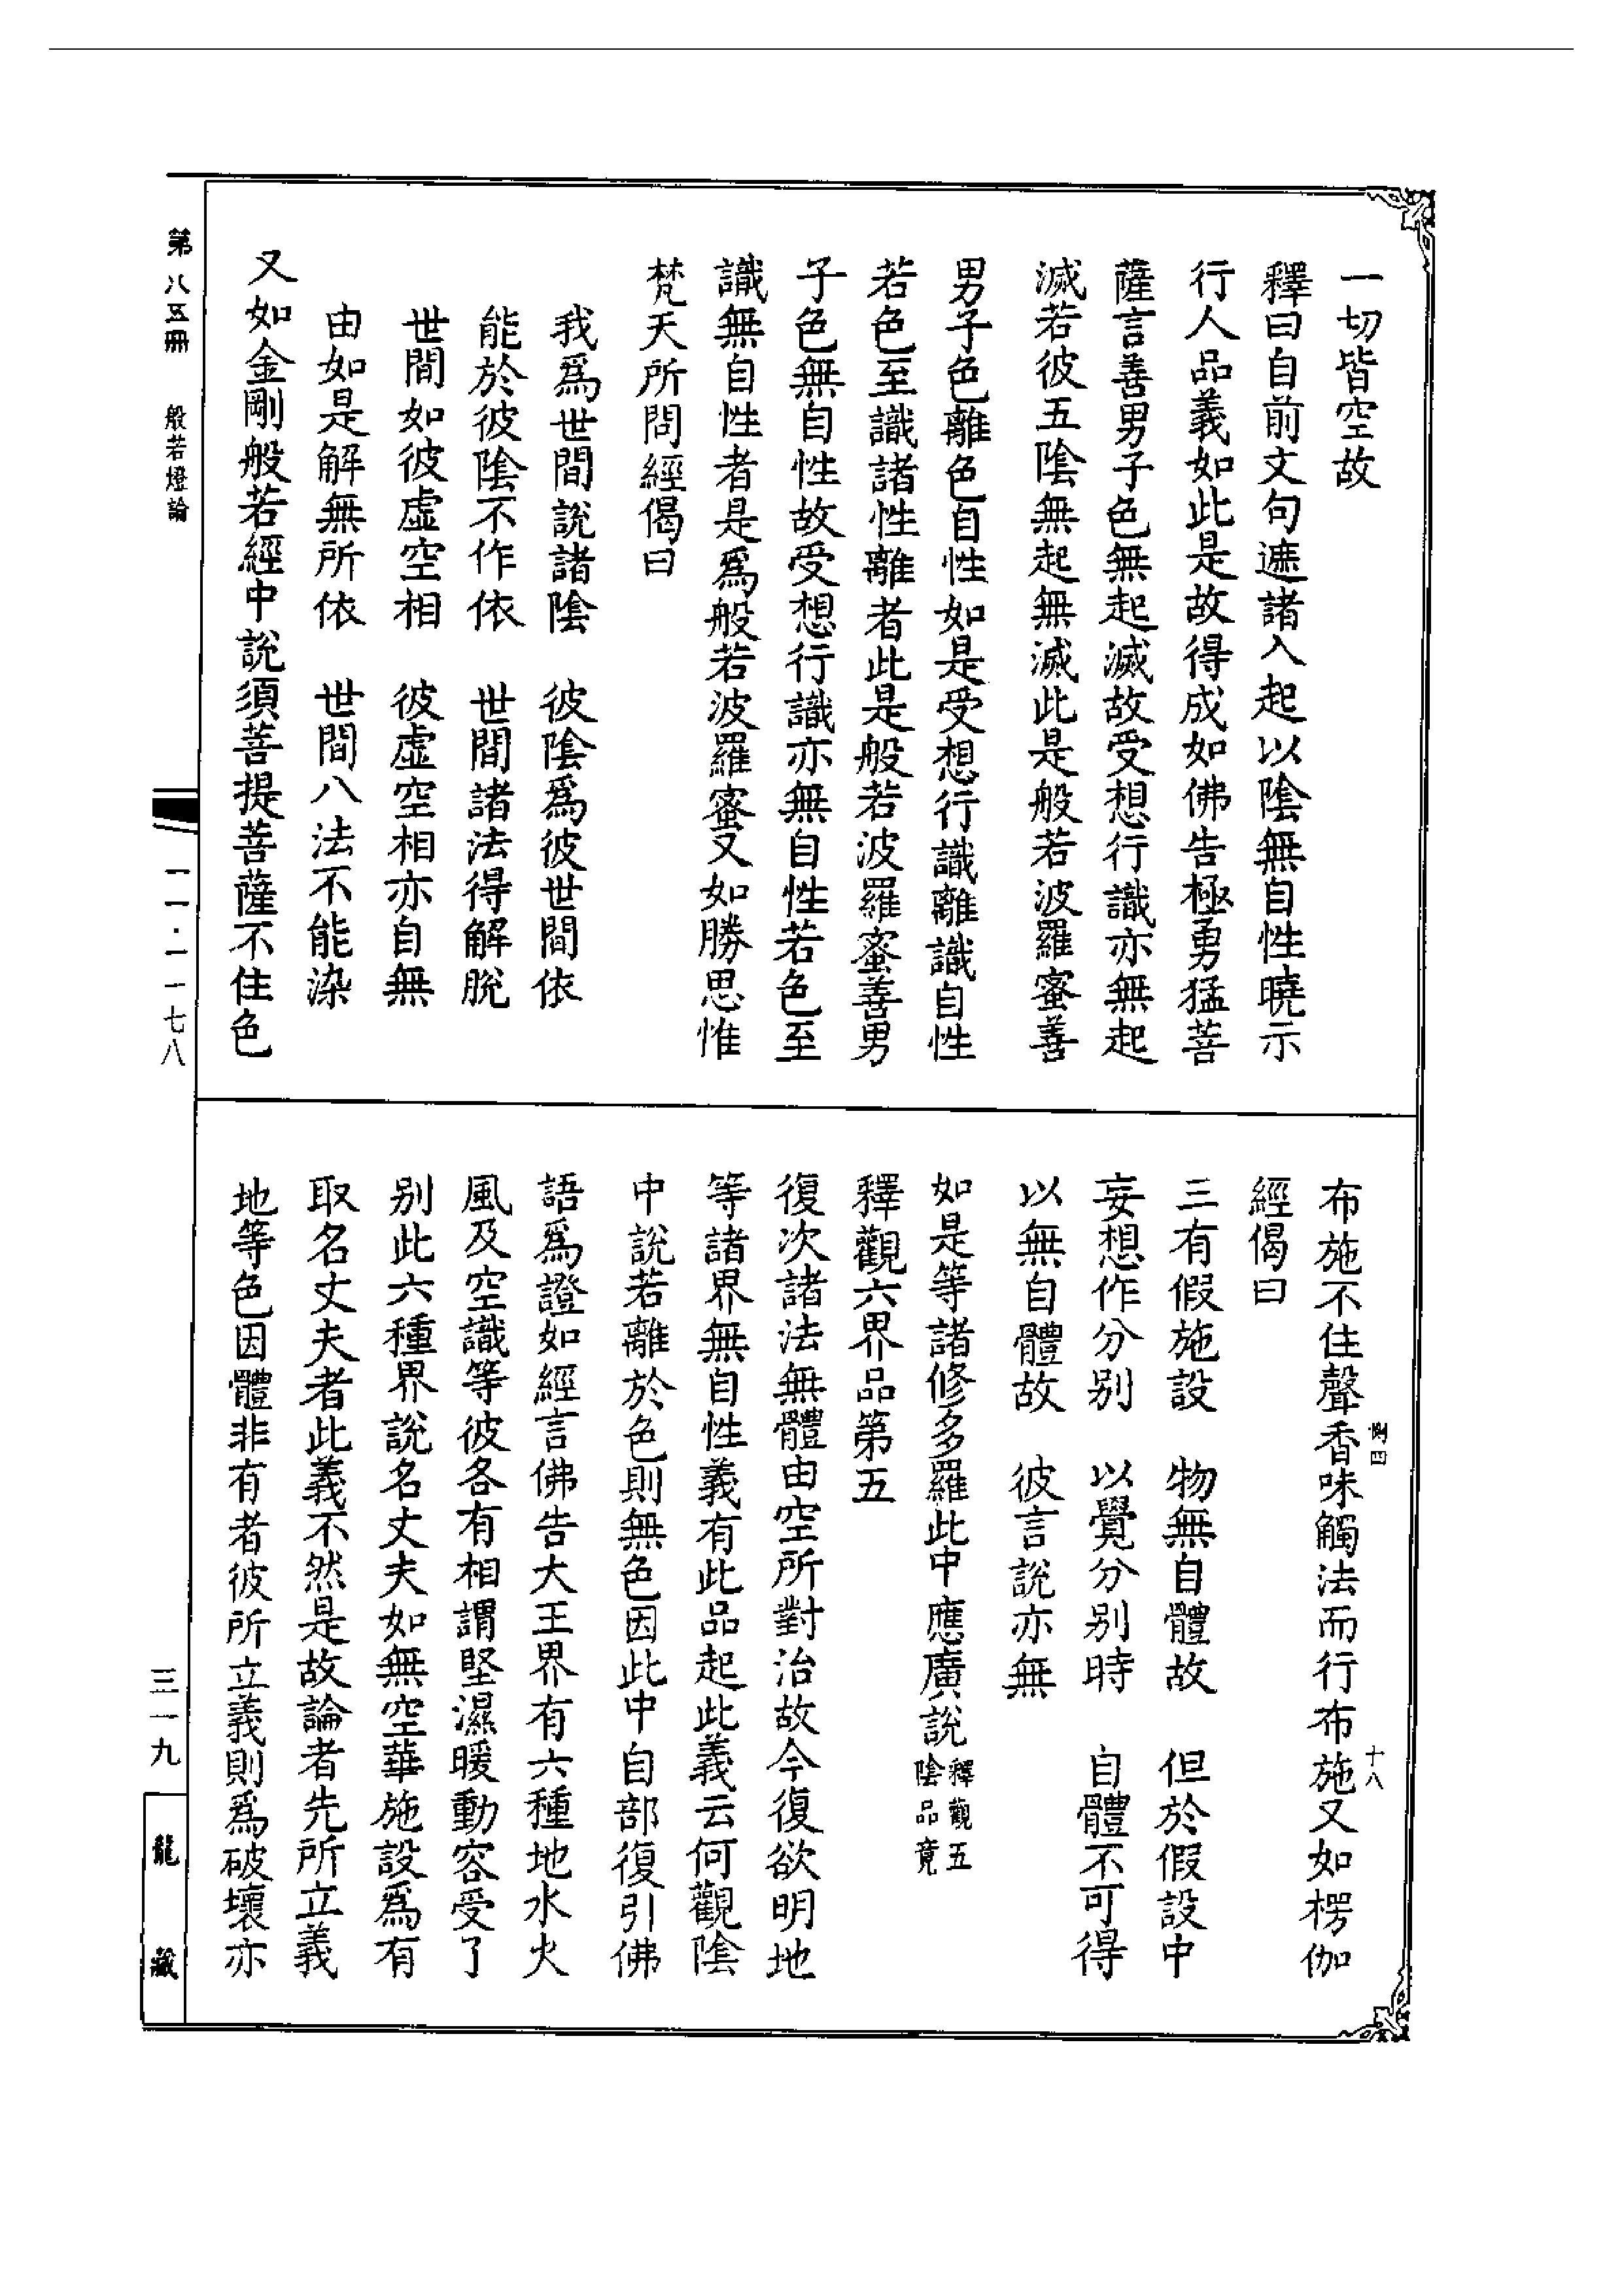 一切皆空故
釋曰自前文句遮諸入起以陰無自性曉示
行人品義如此是故得成如佛告極勇猛菩
薩言善男子色無起滅故受想行識亦無起
滅若彼五陰無起無滅此是般若波羅蜜善
男子色離色自性如是受想行識離識自性
若色至識諸性離者此是般若波羅蜜善男
子色無自性故受想行識亦無自性若色至
識無自性者是為般若波羅蜜又如勝思惟
梵天所問經偈曰
我為世間說諸陰　彼陰為彼世間依
能於彼陰不作依　世間諸法得解脫
世間如彼虛空相　彼虛空相亦自無
由如是解無所依　世間八法不能染
又如金剛般若經中說須菩提菩薩不住色
布施不住聲香味觸法而行布施又如楞伽
經偈曰
三有假施設　物無自體故　但於假設中
妄想作分別　以覺分別時　自體不可得
以無自體故　彼言說亦無
如是等諸修多羅此中應廣說釋觀五陰品竟
釋觀六界品第五
復次諸法無體由空所對治故今復欲明地
等諸界無自性義有此品起此義云何觀陰
中說若離於色則無色因此中自部復引佛
語為證如經言佛告大王界有六種地水火
風及空識等彼各有相謂堅濕暖動容受了
別此六種界說名丈夫如無空華施設為有
取名丈夫者此義不然是故論者先所立義
地等色因體非有者彼所立義則為破壞亦
第八五冊　般若燈論
一一·一一七八
三一九
龍藏
十八